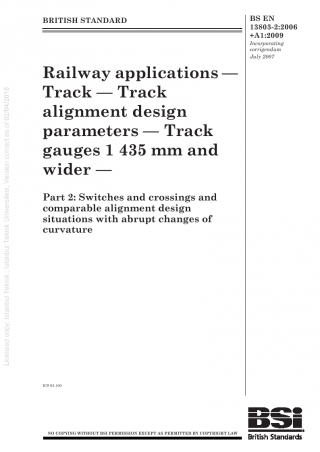 BRITISH STANDARD
BS EN
13803-2:2006
+A1:2009
Incorporating
corrigendum
July 2007
Railway applications —
Track — Track
alignment design
parameters — Track
gauges 1 435 mm and
wider —
Part 2: Switches and crossings and
comparable alignment design
situations with abrupt changes of
curvature
Licensed copy: Istanbul Teknik Universitesi, Version correct as of
ICS 93.100
NO COPYING WITHOUT BSI PERMISSION EXCEPT AS PERMITTED BY COPYRIGHT LAW
BSi
British Standards